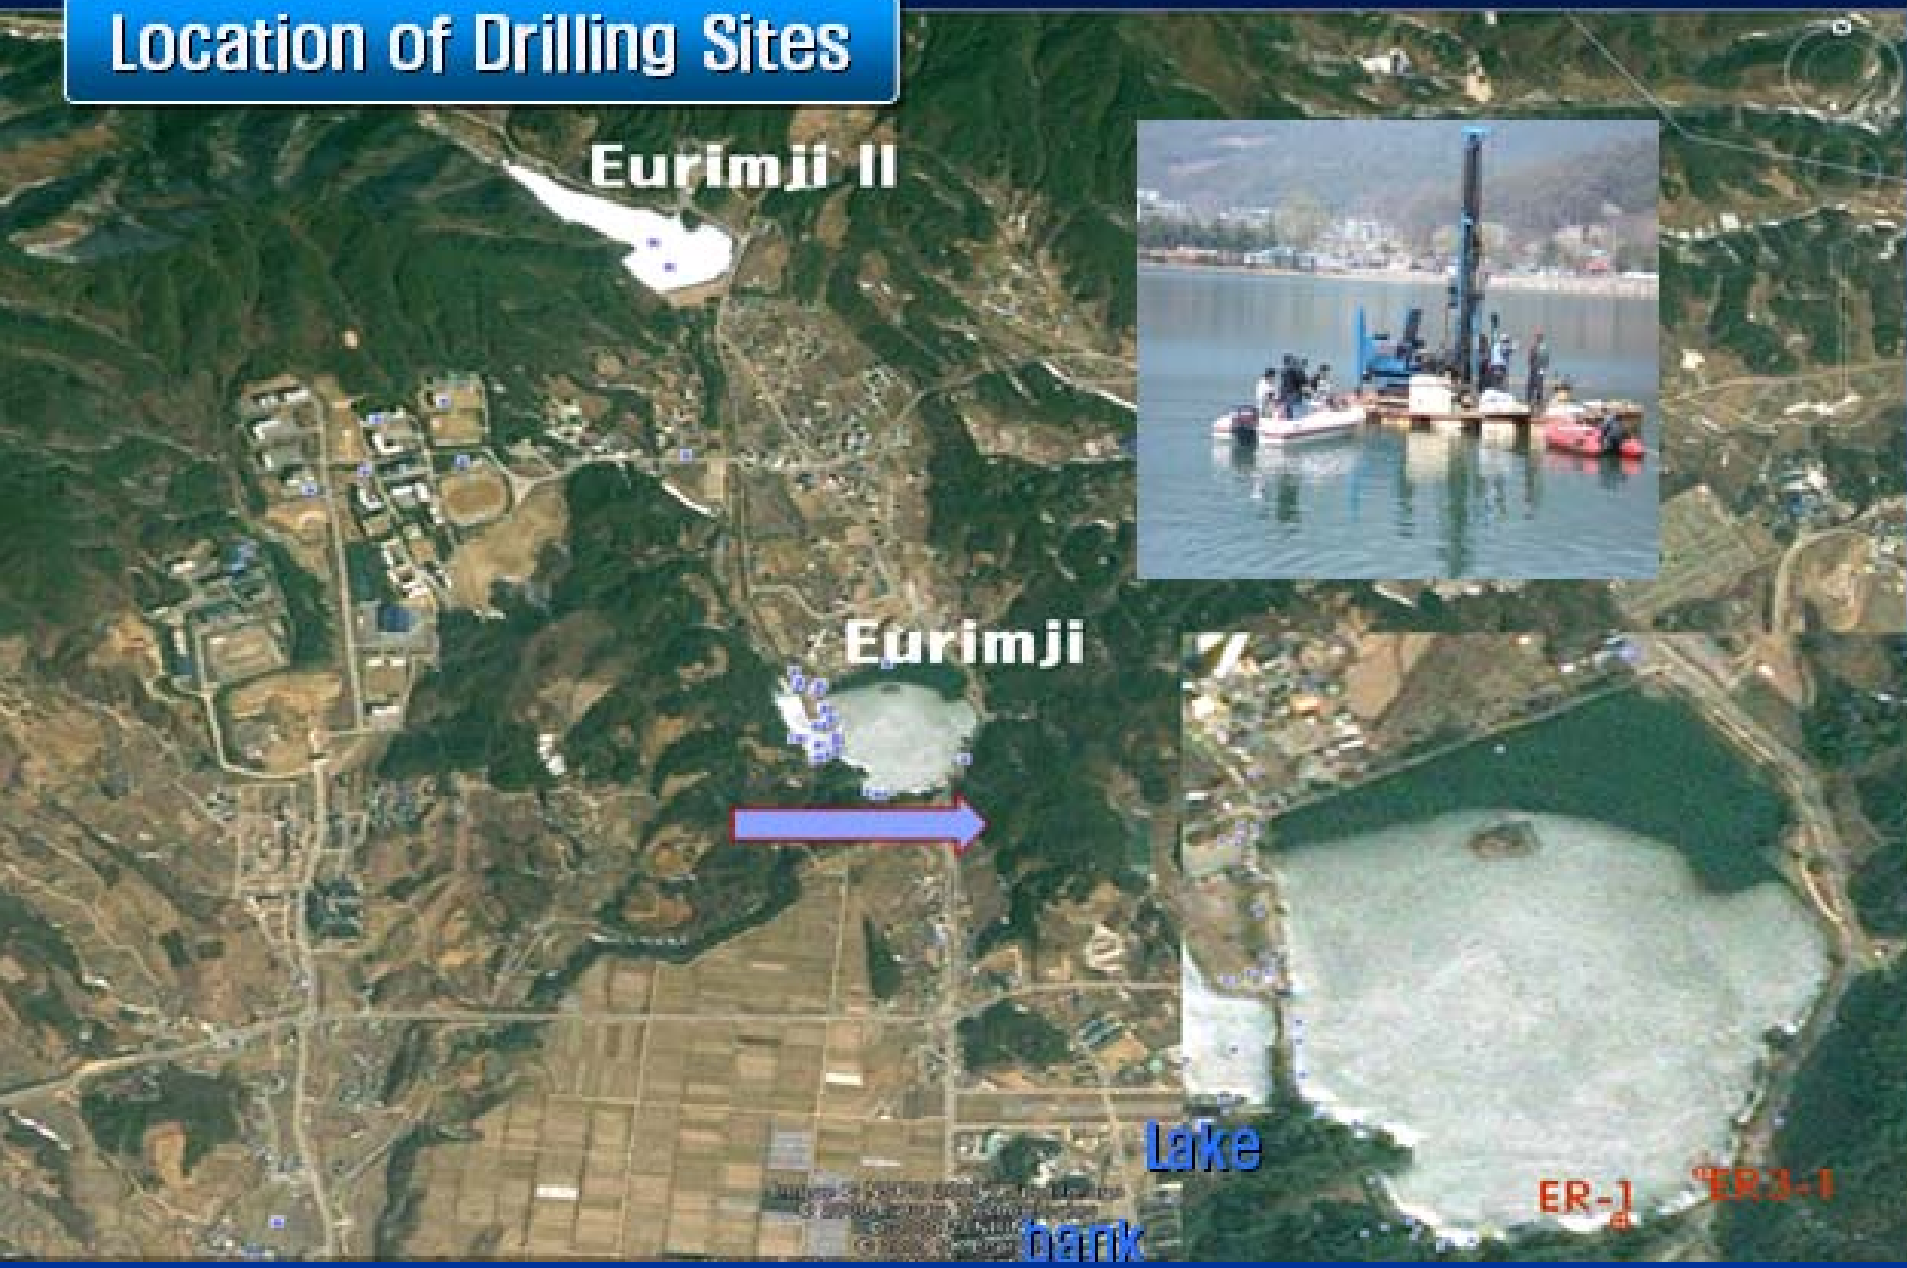 Location of Drilling Sites
Eurimji II
Eurimji
Lake
ER-1
ER3-1
bank